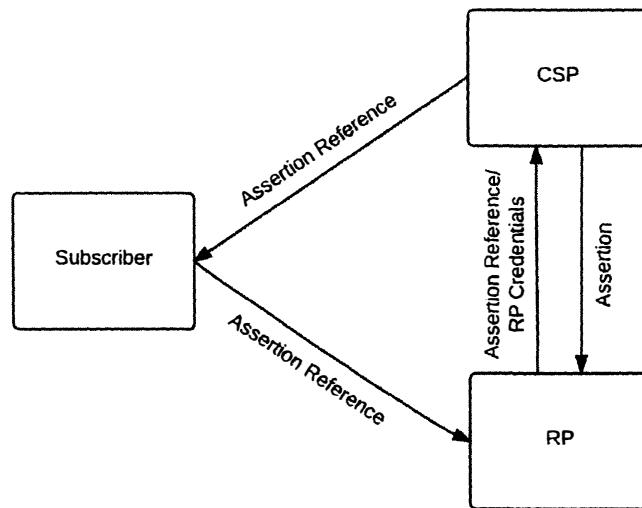 CSP
Assertion Reference
Subscriber
Assertion Reference/
RP Credentials
Assertion
Assertion Reference
RP